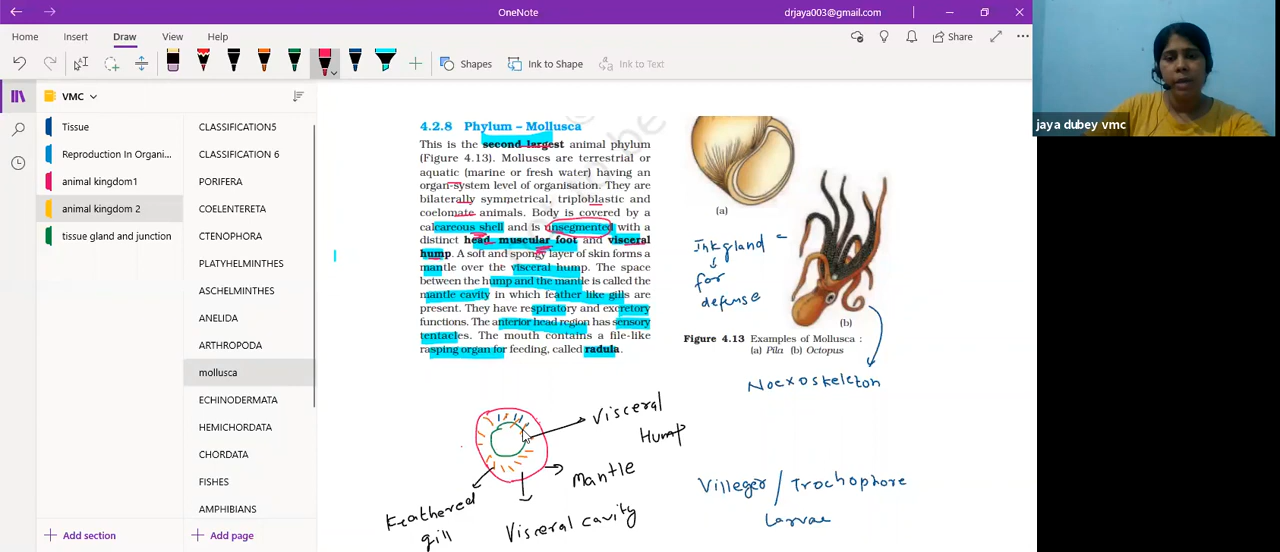 OneNote
drjaya003@gmail.com
Home
Insert
Draw
View
Help
Share
Shapes
Ink to Shape
Ink to Text
VMC
Tissue
Reproduction In Organi...
animal kingdom1
animal kingdom 2
tissue gland and junction
Add section
CLASSIFICATION5
CLASSIFICATION 6
PORIFERA
COELENTERETA
CTENOPHORA
PLATYHELMINTHES
ASCHELMINTHES
ANELIDA
ARTHROPODA
mollusca
ECHINODERMATA
HEMICHORDATA
CHORDATA
FISHES
AMPHIBIANS
Add page
4.2.8 Phylum – Mollusca
This is the second largest animal phylum
(Figure 4.13). Molluscs are terrestrial or
aquatic (marine or fresh water) having an
organ-system level of organisation. They are
bilaterally symmetrical, triploblastic and
coelomate animals. Body is covered by a
calcareous shell and is unsegmented with a
distinct head, muscular foot and visceral
hump. A soft and spongy layer of skin forms a
mantle over the visceral hump. The space
between the hump and the mantle is called the
mantle cavity in which feather like gills are
present. They have respiratory and excretory
functions. The anterior head region has sensory
tentacles. The mouth contains a file-like
rasping organ for feeding, called radula.
(a)
(b)
Ink gland
for
defense
Figure 4.13 Examples of Mollusca :
(a) Pila (b) Octopus
No exoskelton
Visceral
Hump
Mantle
Visceral cavity
Feathered
gill
Villeger / Trochophore
larvae
jaya dubey vmc